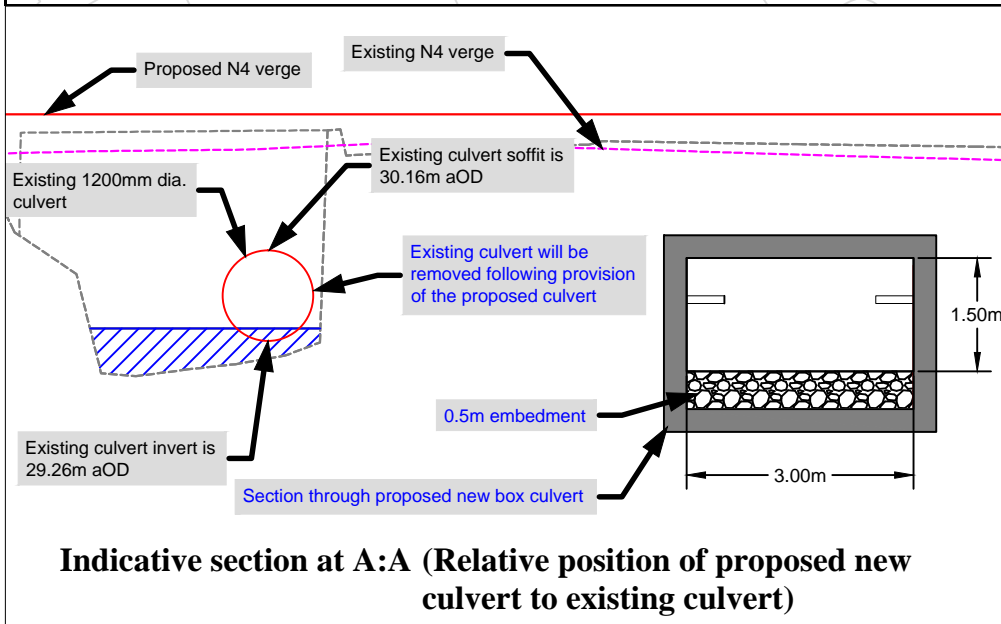 Existing N4 verge
Proposed N4 verge
Existing culvert soffit is
30.16m aOD
Existing 1200mm dia.
culvert
Existing culvert will be
removed following provision
of the proposed culvert
1.50m
0.5m embedment
Existing culvert invert is
29.26m aOD
3.00m
Section through proposed new box culvert
Indicative section at A:A (Relative position of proposed new
culvert to existing culvert)